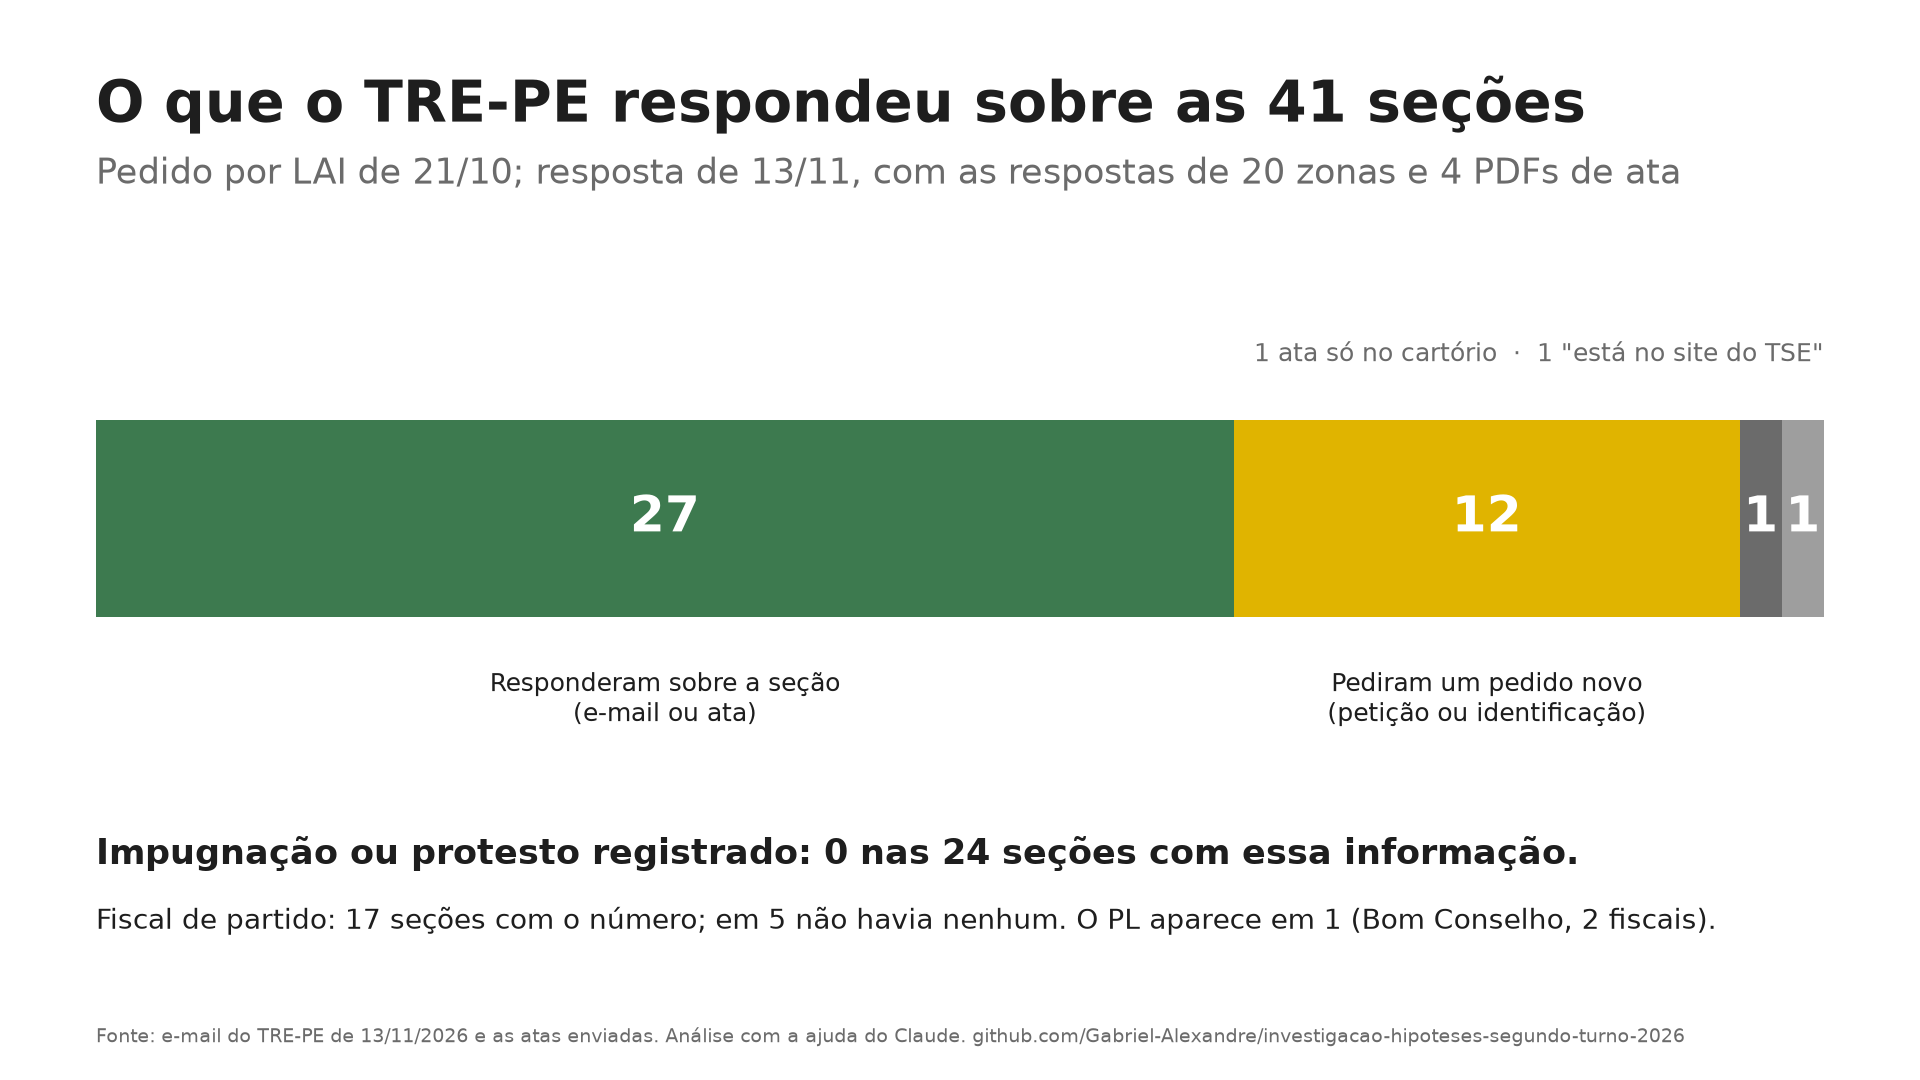 O que o TRE-PE respondeu sobre as 41 seções
Pedido por LAI de 21/10; resposta de 13/11, com as respostas de 20 zonas e 4 PDFs de ata
1 ata só no cartório · 1 "está no site do TSE"
27 12 1 1
Responderam sobre a seção
(e-mail ou ata)
Pediram um pedido novo
(petição ou identificação)
Impugnação ou protesto registrado: 0 nas 24 seções com essa informação.
Fiscal de partido: 17 seções com o número; em 5 não havia nenhum. O PL aparece em 1 (Bom Conselho, 2 fiscais).
Fonte: e-mail do TRE-PE de 13/11/2026 e as atas enviadas. Análise com a ajuda do Claude. github.com/Gabriel-Alexandre/investigacao-hipoteses-segundo-turno-2026